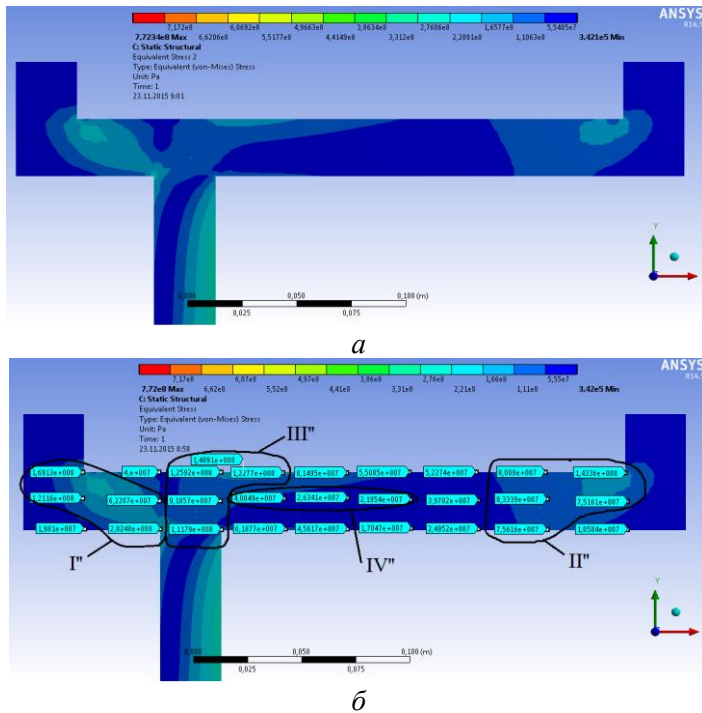 ANSYS
R14.5
7,172e8 6,0692e8 4,9663e8 3,8634e8 2,7606e8 1,6577e8 5,5485e7
7,7234e8 Max 6,6206e8 5,5177e8 4,4149e8 3,312e8 2,2091e8 1,1063e8 3,421e5 Min
C: Static Structural
Equivalent Stress 2
Type: Equivalent (von-Mises) Stress
Unit: Pa
Time: 1
23.11.2015 9:01
Y
0,000 0,050 0,100 (m)
0,025 0,075
а
ANSYS
R14.5
7,17e8 6,07e8 4,97e8 3,86e8 2,76e8 1,66e8 5,55e7
7,72e8 Max 6,62e8 5,52e8 4,41e8 3,31e8 2,21e8 1,11e8 3,42e5 Min
C: Static Structural
Equivalent Stress
Type: Equivalent (von-Mises) Stress
Unit: Pa
Time: 1
23.11.2015 8:58
III"
1,4891e+008
1,6913e+008 4,e+007 1,2592e+008 1,2277e+008 8,1495e+007 5,5085e+007 5,2274e+007 8,009e+007 1,4336e+008
1,2116e+008 6,2207e+007 9,1857e+007 4,0049e+007 2,6341e+007 2,1954e+007 3,9782e+007 8,3339e+007 7,5161e+007
1,981e+007 2,0248e+008 1,1179e+008 6,1877e+007 4,5617e+007 1,7047e+007 2,4952e+007 7,5616e+007 1,0584e+007
I" IV" II"
Y
0,000 0,050 0,100 (m)
0,025 0,075
б